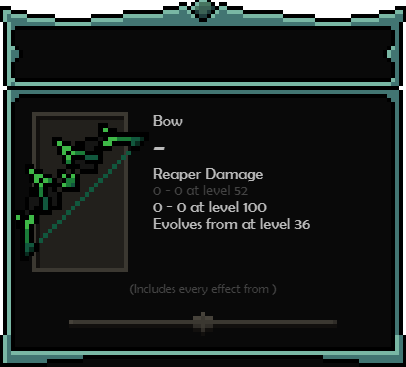 Bow
–
Reaper Damage
0 - 0 at level 52
0 - 0 at level 100
Evolves from at level 36
(Includes every effect from )